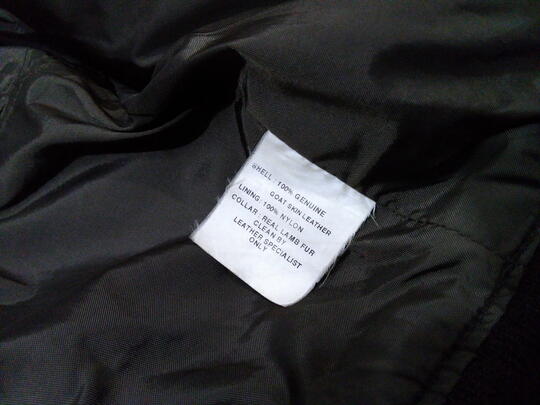 SHELL : 100% GENUINE
GOAT SKIN LEATHER
LINING: 100% NYLON
COLLAR : REAL LAMB FUR
CLEAN BY
LEATHER SPECIALIST
ONLY